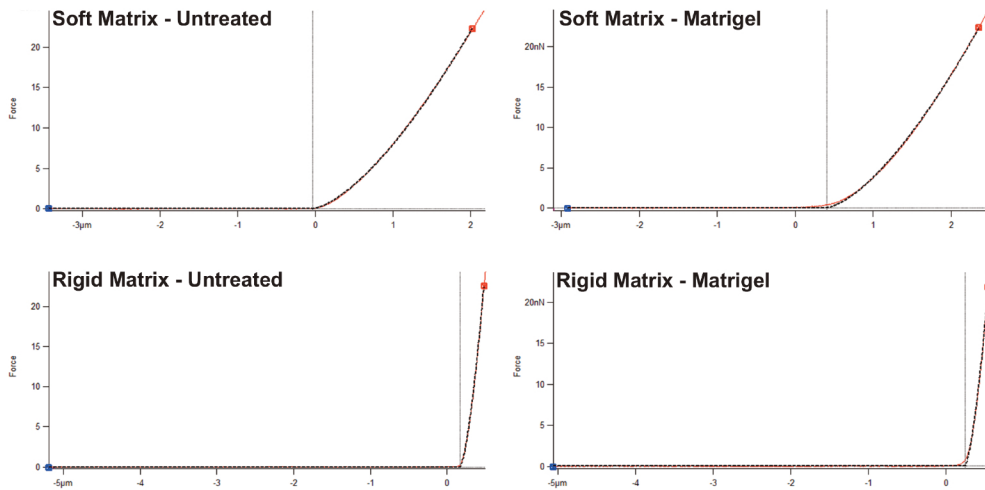 Soft Matrix - Untreated
20
15
10
5
0
Force
-3µm
-2
-1
0
1
2
Soft Matrix - Matrigel
20nN
15
10
5
0
Force
-3µm
-2
-1
0
1
2
Rigid Matrix - Untreated
20
15
10
5
0
Force
-5µm
-4
-3
-2
-1
0
Rigid Matrix - Matrigel
20nN
15
10
5
0
Force
-5µm
-4
-3
-2
-1
0